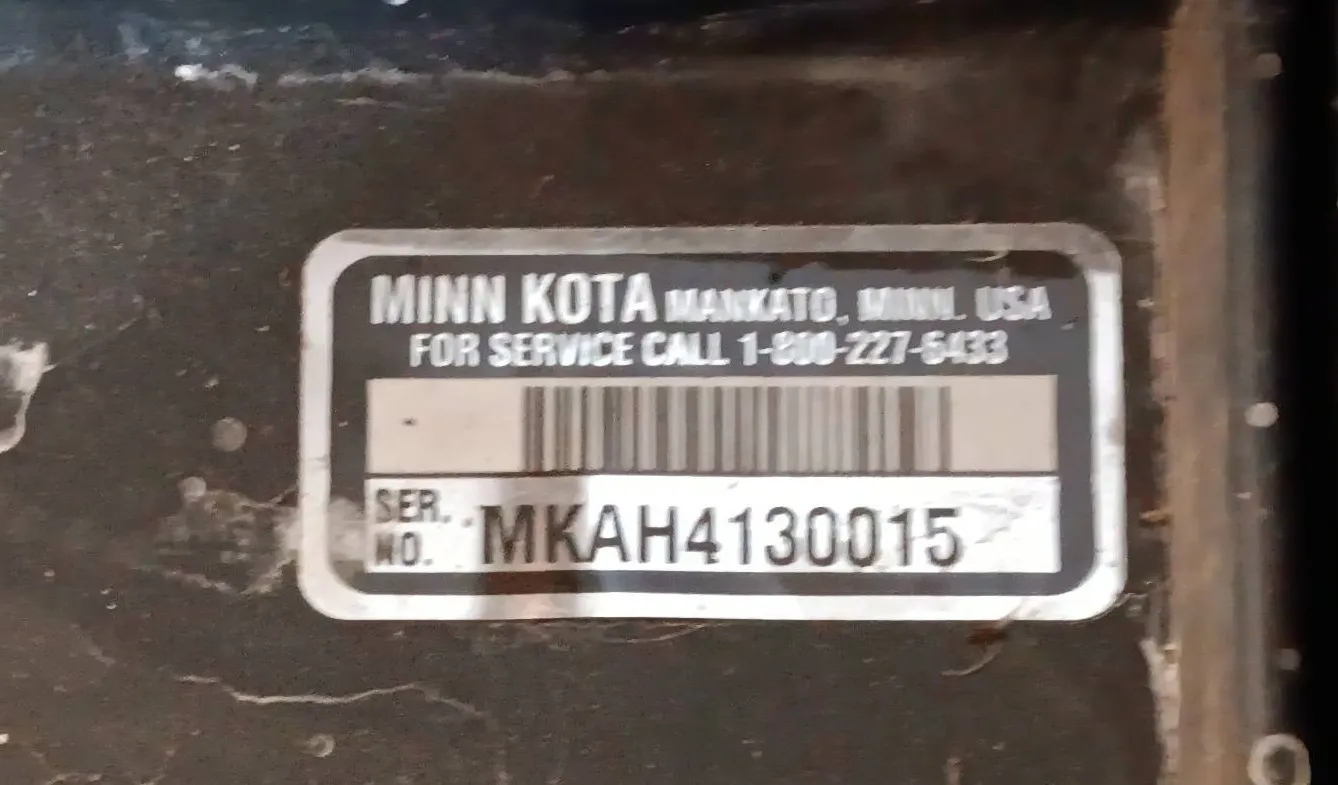 MINN KOTA MANKATO, MINN. USA
FOR SERVICE CALL 1-800-227-6433
SER. NO. MKAH4130015